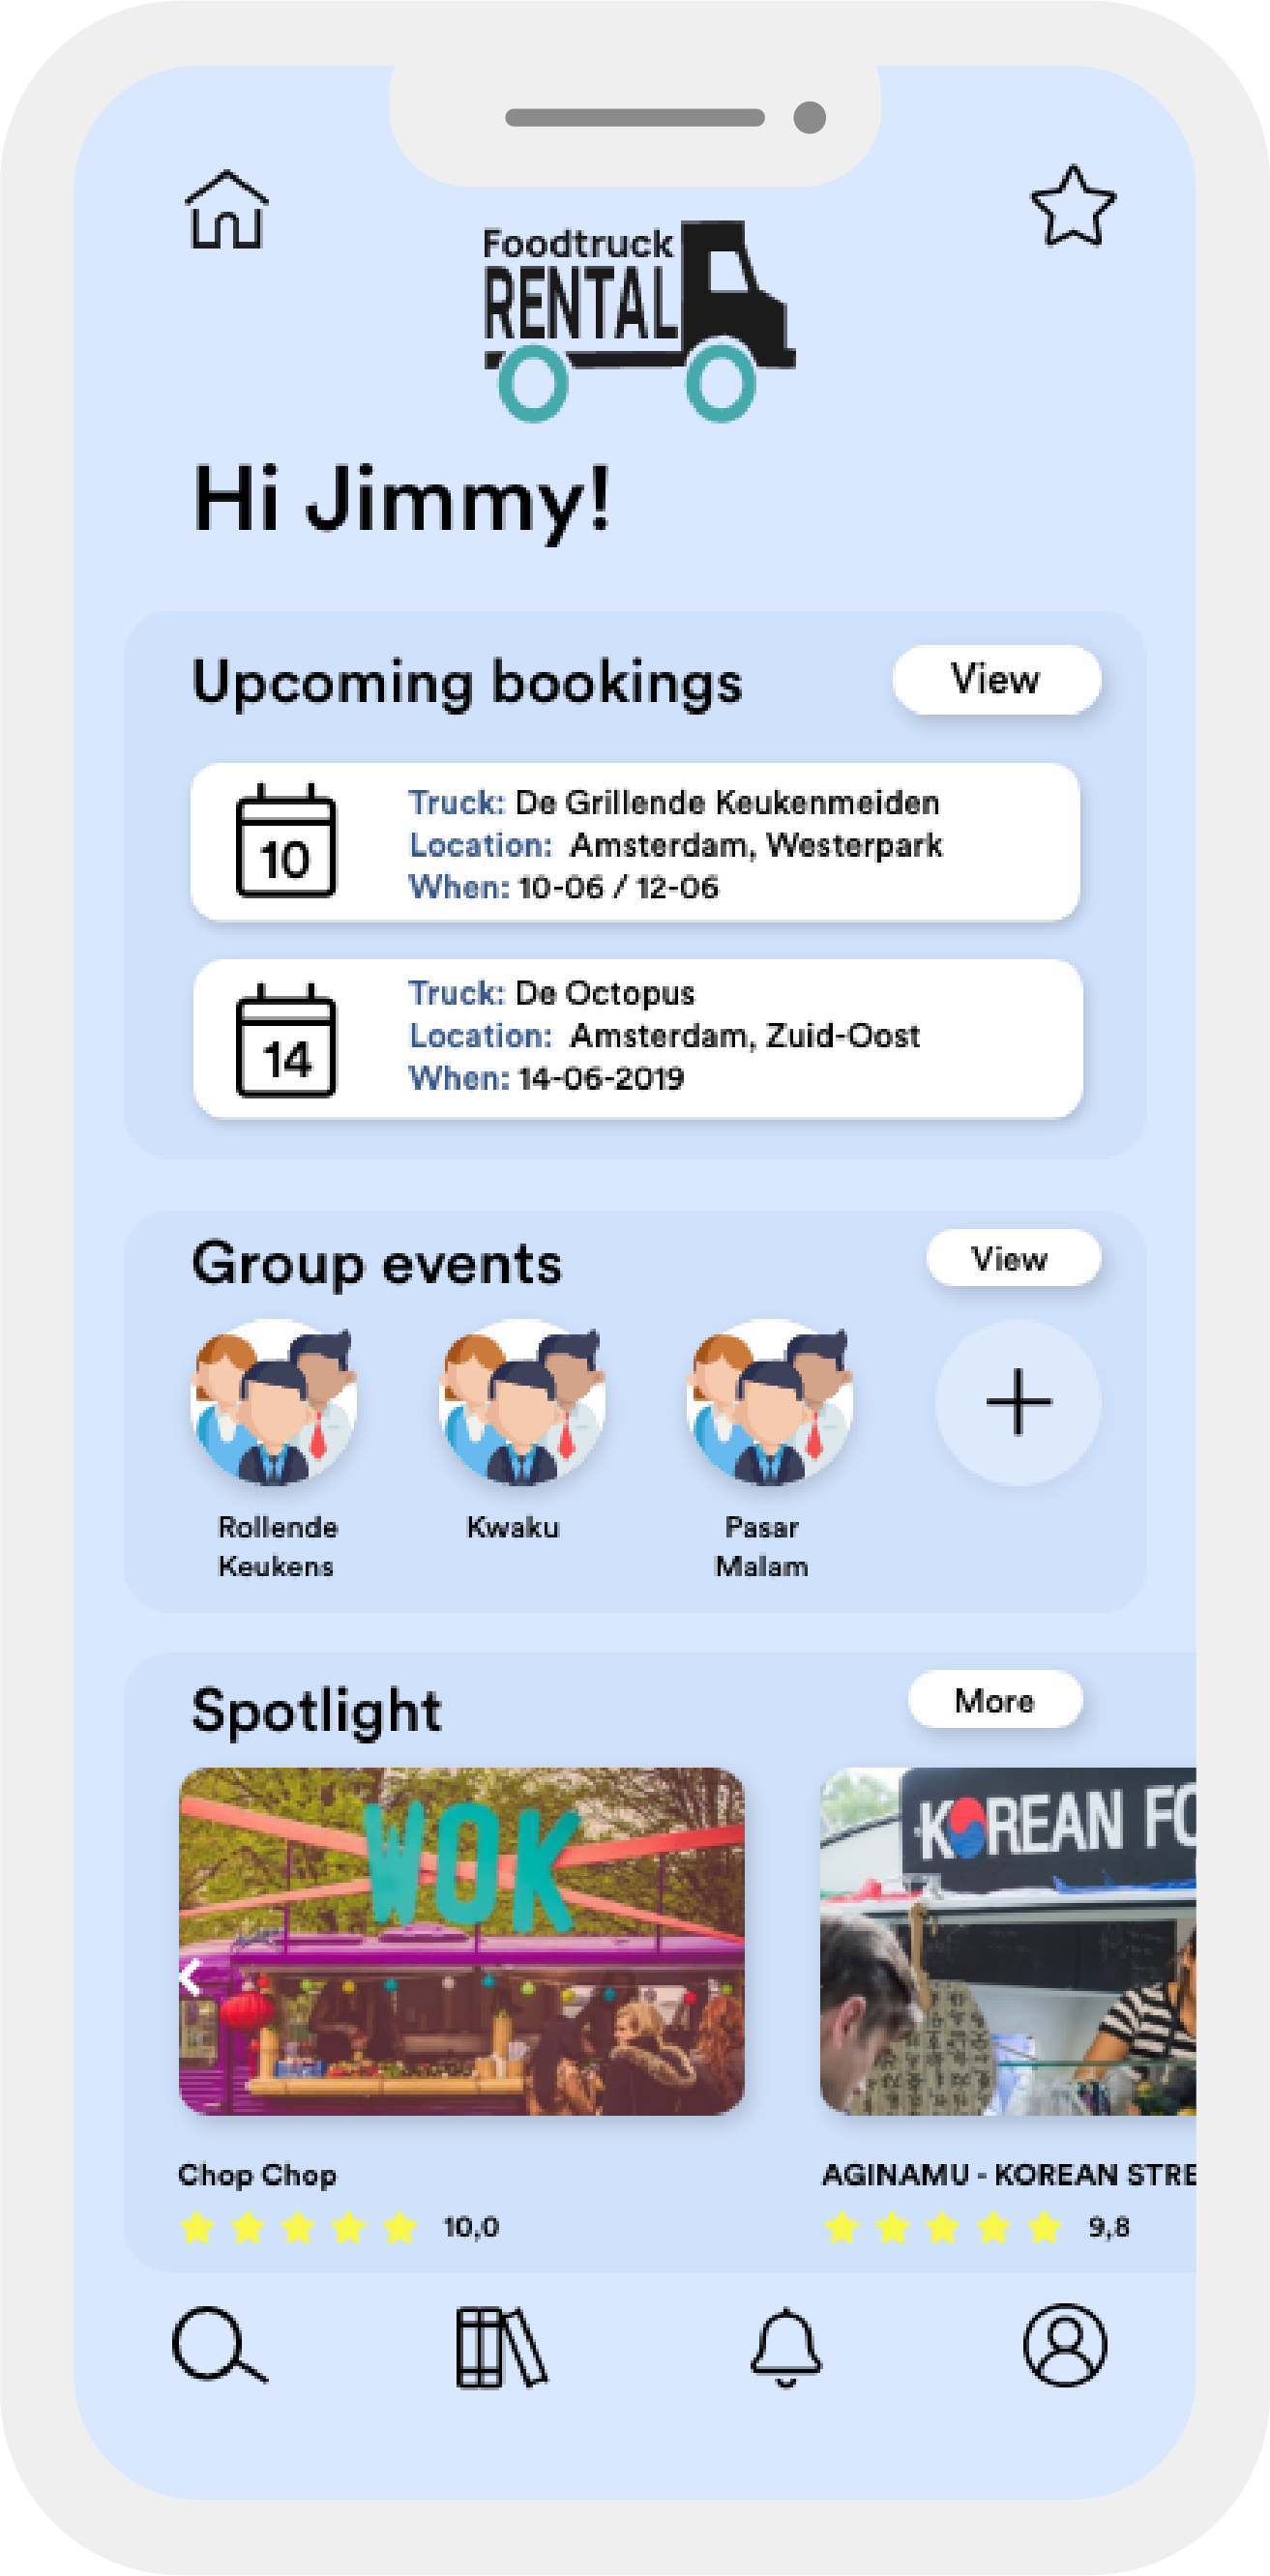 Foodtruck
RENTAL
Hi Jimmy!
Upcoming bookings
View
10
Truck: De Grillende Keukenmeiden
Location: Amsterdam, Westerpark
When: 10-06 / 12-06
14
Truck: De Octopus
Location: Amsterdam, Zuid-Oost
When: 14-06-2019
Group events
View
Rollende
Keukens
Kwaku
Pasar
Malam
Spotlight
More
WOK
KOREAN FO
Chop Chop
10,0
AGINAMU - KOREAN STRE
9,8